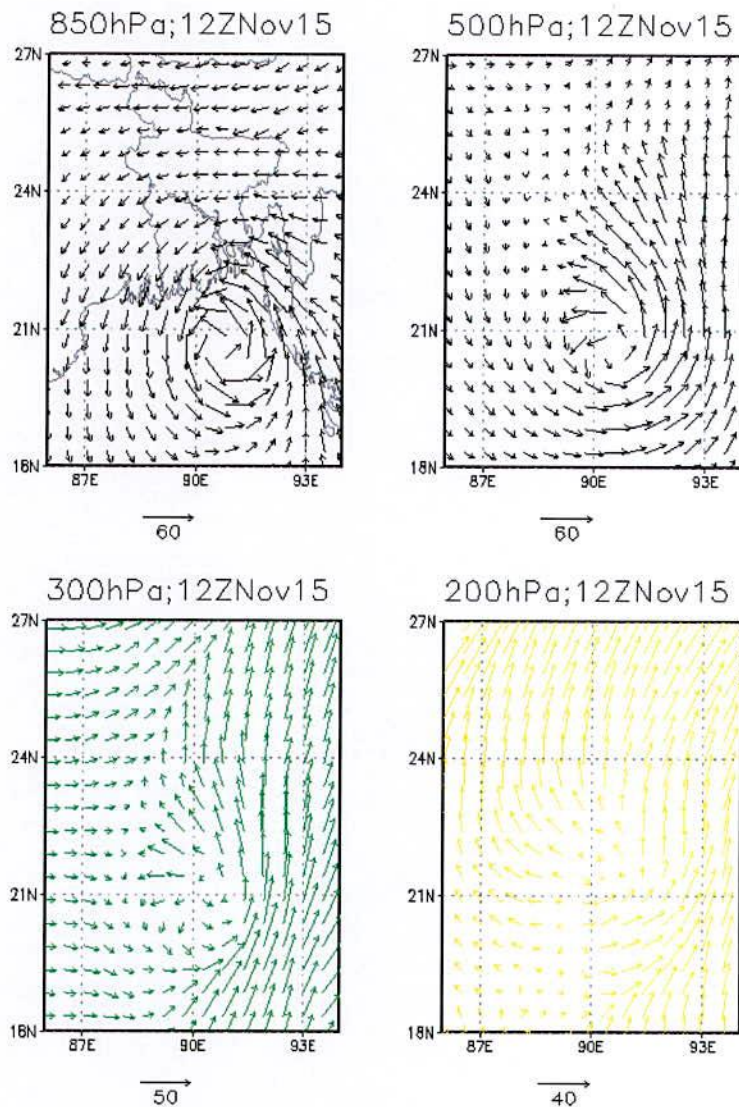 850hPa;12ZNov15
27N
24N
21N
18N
87E 90E 93E
60
500hPa;12ZNov15
27N
24N
21N
18N
87E 90E 93E
60
300hPa;12ZNov15
27N
24N
21N
18N
87E 90E 93E
50
200hPa;12ZNov15
27N
24N
21N
18N
87E 90E 93E
40